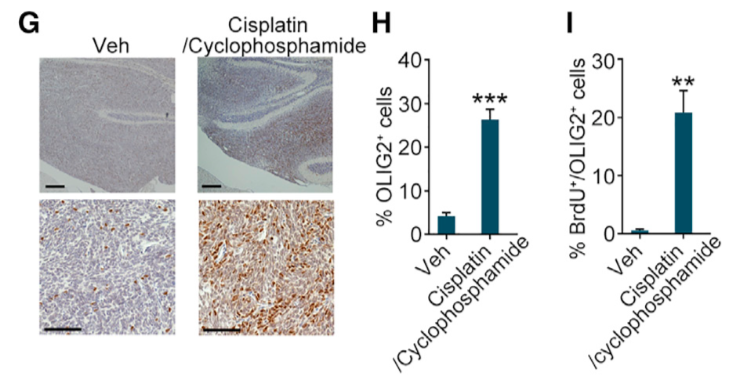 G
Veh
Cisplatin
/Cyclophosphamide
H
% OLIG2⁺ cells
40
30
20
10
0
***
Veh
Cisplatin
/Cyclophosphamide
I
% BrdU⁺/OLIG2⁺ cells
30
20
10
0
**
Veh
Cisplatin
/cyclophosphamide